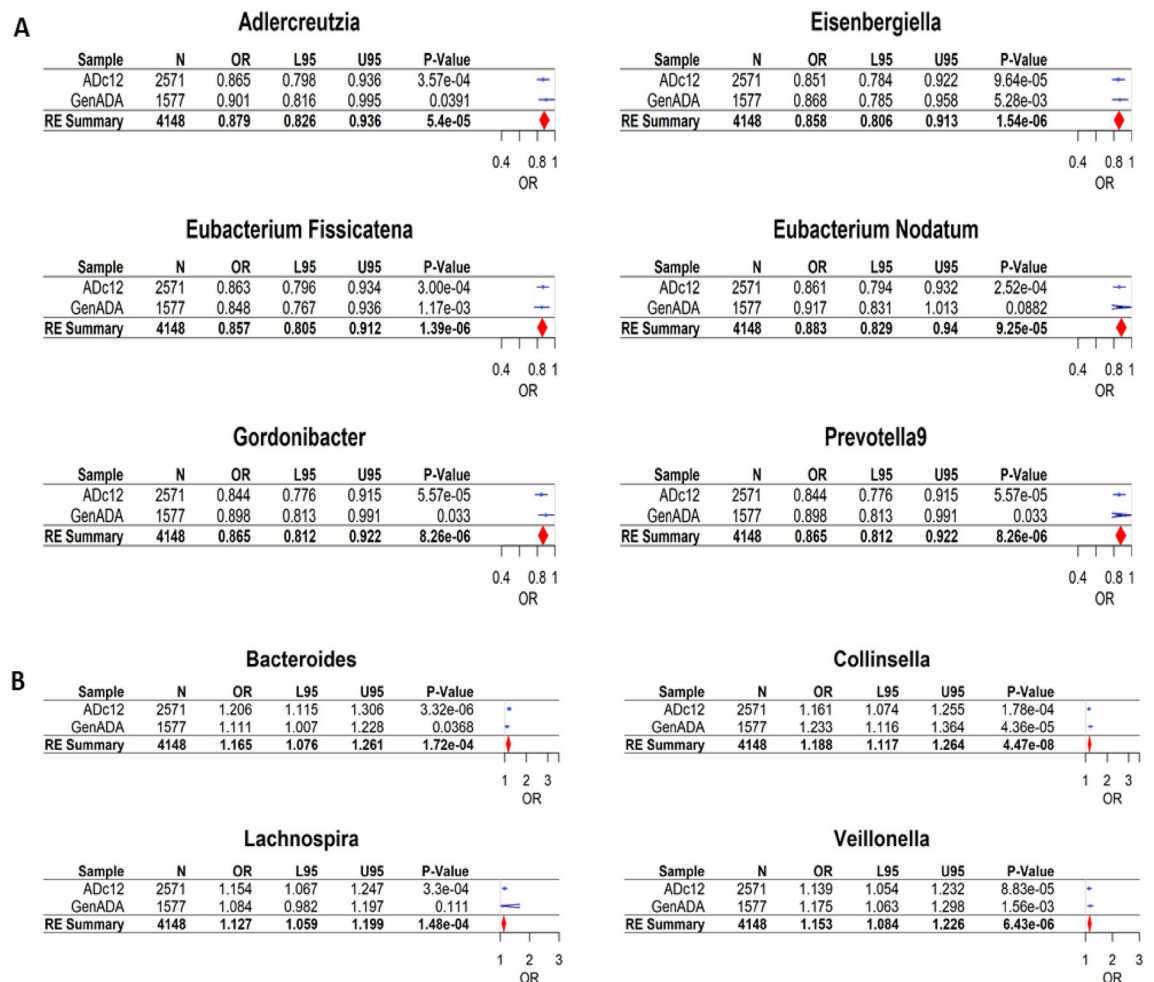 A
Adlercreutzia
Sample N OR L95 U95 P-Value
ADc12 2571 0.865 0.798 0.936 3.57e-04
GenADA 1577 0.901 0.816 0.995 0.0391
RE Summary 4148 0.879 0.826 0.936 5.4e-05
0.4 0.8 1
OR
Eisenbergiella
Sample N OR L95 U95 P-Value
ADc12 2571 0.851 0.784 0.922 9.64e-05
GenADA 1577 0.868 0.785 0.958 5.28e-03
RE Summary 4148 0.858 0.806 0.913 1.54e-06
0.4 0.8 1
OR
Eubacterium Fissicatena
Sample N OR L95 U95 P-Value
ADc12 2571 0.863 0.796 0.934 3.00e-04
GenADA 1577 0.848 0.767 0.936 1.17e-03
RE Summary 4148 0.857 0.805 0.912 1.39e-06
0.4 0.8 1
OR
Eubacterium Nodatum
Sample N OR L95 U95 P-Value
ADc12 2571 0.861 0.794 0.932 2.52e-04
GenADA 1577 0.917 0.831 1.013 0.0882
RE Summary 4148 0.883 0.829 0.94 9.25e-05
0.4 0.8 1
OR
Gordonibacter
Sample N OR L95 U95 P-Value
ADc12 2571 0.844 0.776 0.915 5.57e-05
GenADA 1577 0.898 0.813 0.991 0.033
RE Summary 4148 0.865 0.812 0.922 8.26e-06
0.4 0.8 1
OR
Prevotella9
Sample N OR L95 U95 P-Value
ADc12 2571 0.844 0.776 0.915 5.57e-05
GenADA 1577 0.898 0.813 0.991 0.033
RE Summary 4148 0.865 0.812 0.922 8.26e-06
0.4 0.8 1
OR
B
Bacteroides
Sample N OR L95 U95 P-Value
ADc12 2571 1.206 1.115 1.306 3.32e-06
GenADA 1577 1.111 1.007 1.228 0.0368
RE Summary 4148 1.165 1.076 1.261 1.72e-04
1 2 3
OR
Collinsella
Sample N OR L95 U95 P-Value
ADc12 2571 1.161 1.074 1.255 1.78e-04
GenADA 1577 1.233 1.116 1.364 4.36e-05
RE Summary 4148 1.188 1.117 1.264 4.47e-08
1 2 3
OR
Lachnospira
Sample N OR L95 U95 P-Value
ADc12 2571 1.154 1.067 1.247 3.3e-04
GenADA 1577 1.084 0.982 1.197 0.111
RE Summary 4148 1.127 1.059 1.199 1.48e-04
1 2 3
OR
Veillonella
Sample N OR L95 U95 P-Value
ADc12 2571 1.139 1.054 1.232 8.83e-05
GenADA 1577 1.175 1.063 1.298 1.56e-03
RE Summary 4148 1.153 1.084 1.226 6.43e-06
1 2 3
OR